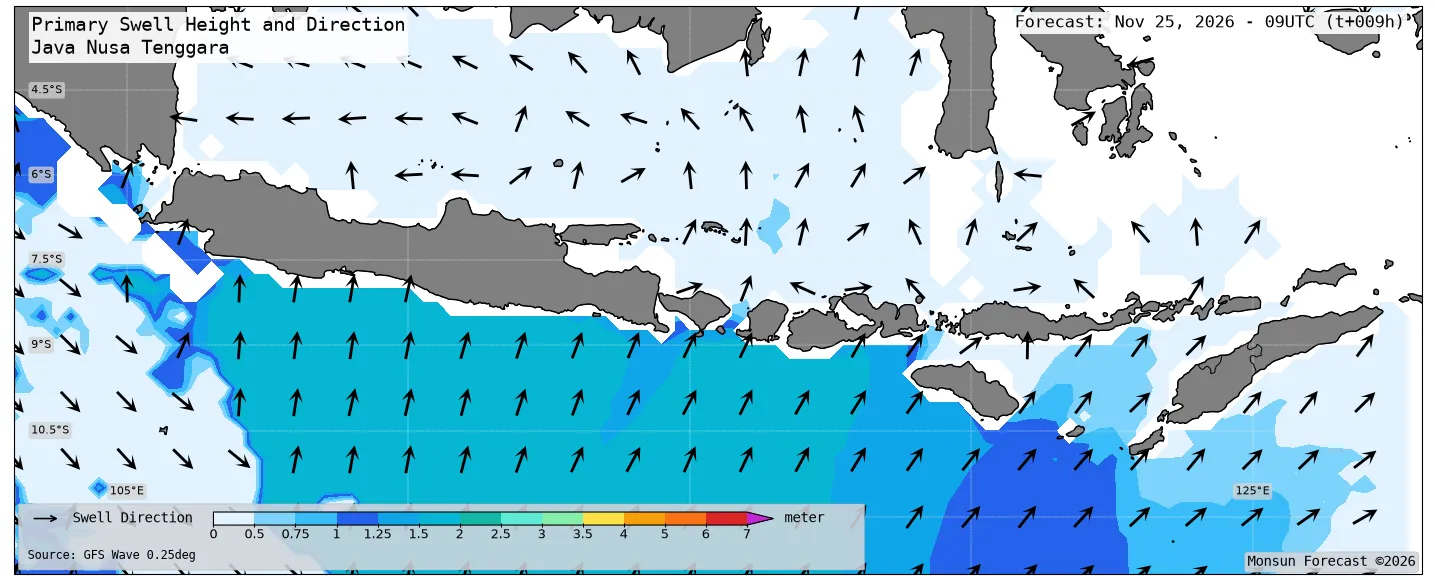 Primary Swell Height and Direction
Java Nusa Tenggara
Forecast: Nov 25, 2026 - 09UTC (t+009h)
4.5°S
6°S
7.5°S
9°S
10.5°S
105°E
125°E
Swell Direction
0 0.5 0.75 1 1.25 1.5 2 2.5 3 3.5 4 5 6 7
meter
Source: GFS Wave 0.25deg
Monsun Forecast ©2026